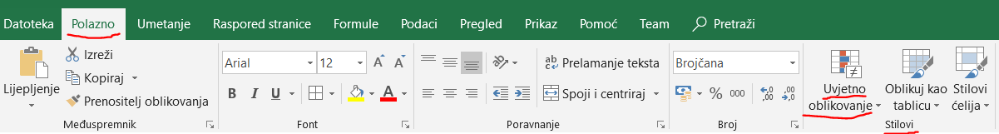 Datoteka Polazno Umetanje Raspored stranice Formule Podaci Pregled Prikaz Pomoć Team Pretraži
Lijepljenje
Izreži
Kopiraj
Prenositelj oblikovanja
Međuspremnik
Arial 12 A A
B I U A
Font
ab c Prelamanje teksta
Spoji i centriraj
Poravnanje
Brojčana
% 000 ,00 ,0 ,00
Broj
Uvjetno
oblikovanje
Oblikuj kao
tablicu
Stilovi
ćelija
Stilovi